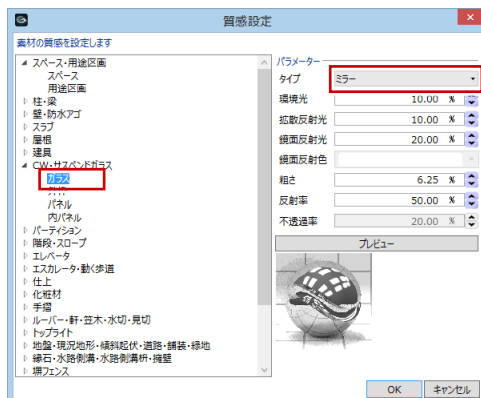 質感設定
素材の質感を設定します
スペース・用途区画
スペース
用途区画
柱・梁
壁・防水アゴ
スラブ
屋根
建具
CW・サスペンドガラス
ガラス
パネル
内パネル
パーティション
階段・スロープ
エレベータ
エスカレータ・動く歩道
仕上
化粧材
手摺
ルーバー・軒・笠木・水切・見切
トップライト
地盤・現況地形・傾斜起伏・道路・舗装・緑地
縁石・水路側溝・水路側溝枡・擁壁
塀フェンス
パラメーター
タイプ ミラー
環境光 10.00 %
拡散反射光 10.00 %
鏡面反射光 20.00 %
鏡面反射色
粗さ 6.25 %
反射率 50.00 %
不透過率 20.00 %
プレビュー
OK キャンセル